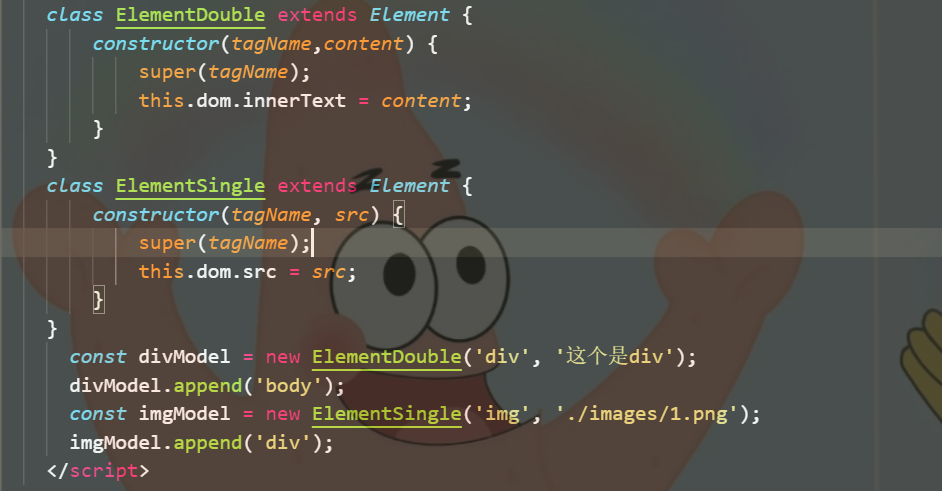 class ElementDouble extends Element {
constructor(tagName,content) {
super(tagName);
this.dom.innerText = content;
}
}
class ElementSingle extends Element {
constructor(tagName, src) {
super(tagName);
this.dom.src = src;
}
}
const divModel = new ElementDouble('div', '这个是div');
divModel.append('body');
const imgModel = new ElementSingle('img', './images/1.png');
imgModel.append('div');
</script>